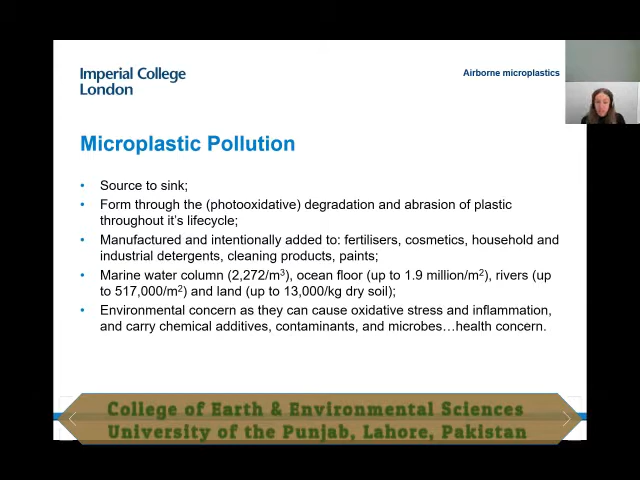 Imperial College
London
Airborne microplastics
Microplastic Pollution
• Source to sink;
• Form through the (photooxidative) degradation and abrasion of plastic
throughout it's lifecycle;
• Manufactured and intentionally added to: fertilisers, cosmetics, household and
industrial detergents, cleaning products, paints;
• Marine water column (2,272/m³), ocean floor (up to 1.9 million/m²), rivers (up
to 517,000/m²) and land (up to 13,000/kg dry soil);
• Environmental concern as they can cause oxidative stress and inflammation,
and carry chemical additives, contaminants, and microbes…health concern.
College of Earth & Environmental Sciences
University of the Punjab, Lahore, Pakistan